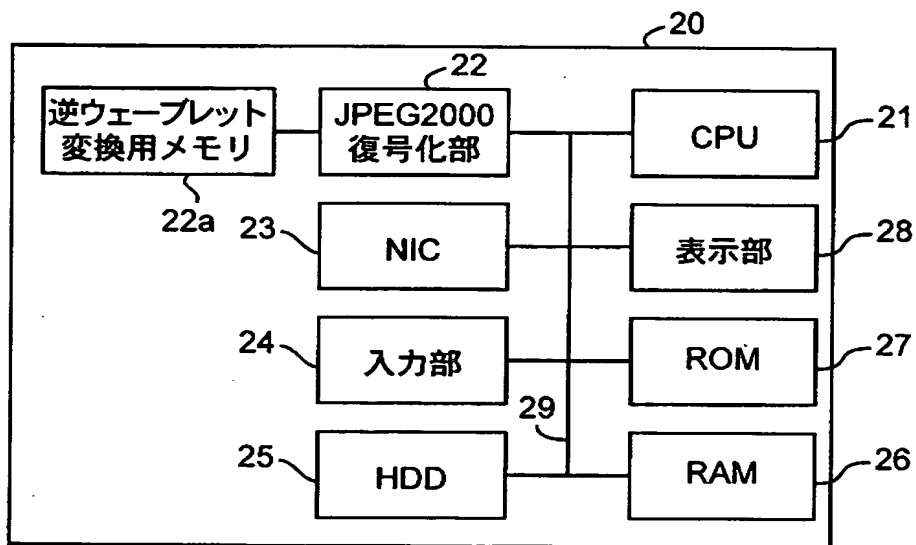 20
22
逆ウェーブレット
変換用メモリ
JPEG2000
復号化部
CPU
21
22a
23
NIC
表示部
28
24
入力部
ROM
27
29
25
HDD
RAM
26